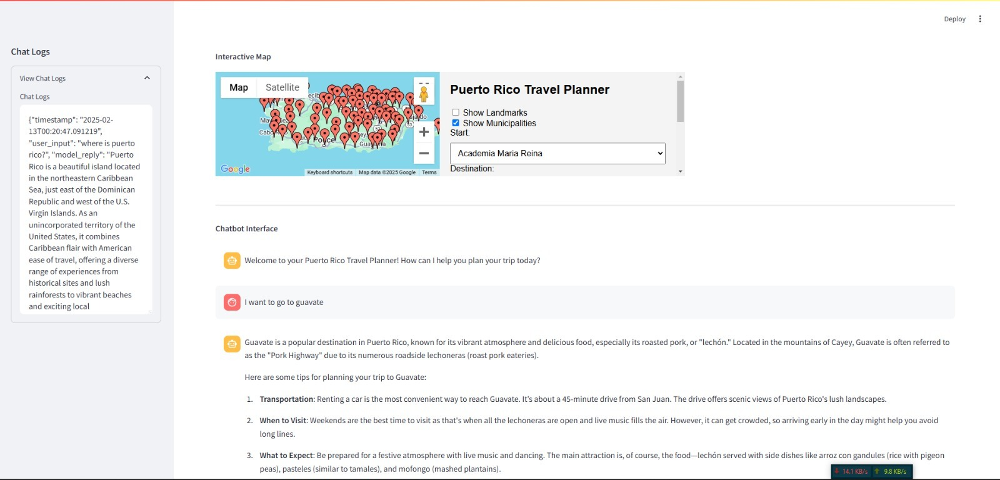 Deploy
Chat Logs
View Chat Logs
Chat Logs
{"timestamp": "2025-02-
13T00:20:47.091219",
"user_input": "where is puerto
rico?", "model_reply": "Puerto
Rico is a beautiful island located
in the northeastern Caribbean
Sea, just east of the Dominican
Republic and west of the U.S.
Virgin Islands. As an
unincorporated territory of the
United States, it combines
Caribbean flair with American
ease of travel, offering a diverse
range of experiences from
historical sites and lush
rainforests to vibrant beaches
and exciting local
Interactive Map
Map Satellite
Ponce
52
53
Google
Keyboard shortcuts Map data ©2025 Google Terms
Puerto Rico Travel Planner
Show Landmarks
Show Municipalities
Start:
Academia Maria Reina
Destination:
Chatbot Interface
Welcome to your Puerto Rico Travel Planner! How can I help you plan your trip today?
I want to go to guavate
Guavate is a popular destination in Puerto Rico, known for its vibrant atmosphere and delicious food, especially its roasted pork, or "lechón." Located in the mountains of Cayey, Guavate is often referred to
as the "Pork Highway" due to its numerous roadside lechoneras (roast pork eateries).
Here are some tips for planning your trip to Guavate:
1. Transportation: Renting a car is the most convenient way to reach Guavate. It's about a 45-minute drive from San Juan. The drive offers scenic views of Puerto Rico's lush landscapes.
2. When to Visit: Weekends are the best time to visit as that's when all the lechoneras are open and live music fills the air. However, it can get crowded, so arriving early in the day might help you avoid
long lines.
3. What to Expect: Be prepared for a festive atmosphere with live music and dancing. The main attraction is, of course, the food—lechón served with side dishes like arroz con gandules (rice with pigeon
peas), pasteles (similar to tamales), and mofongo (mashed plantains).
14.1 KB/s 9.8 KB/s